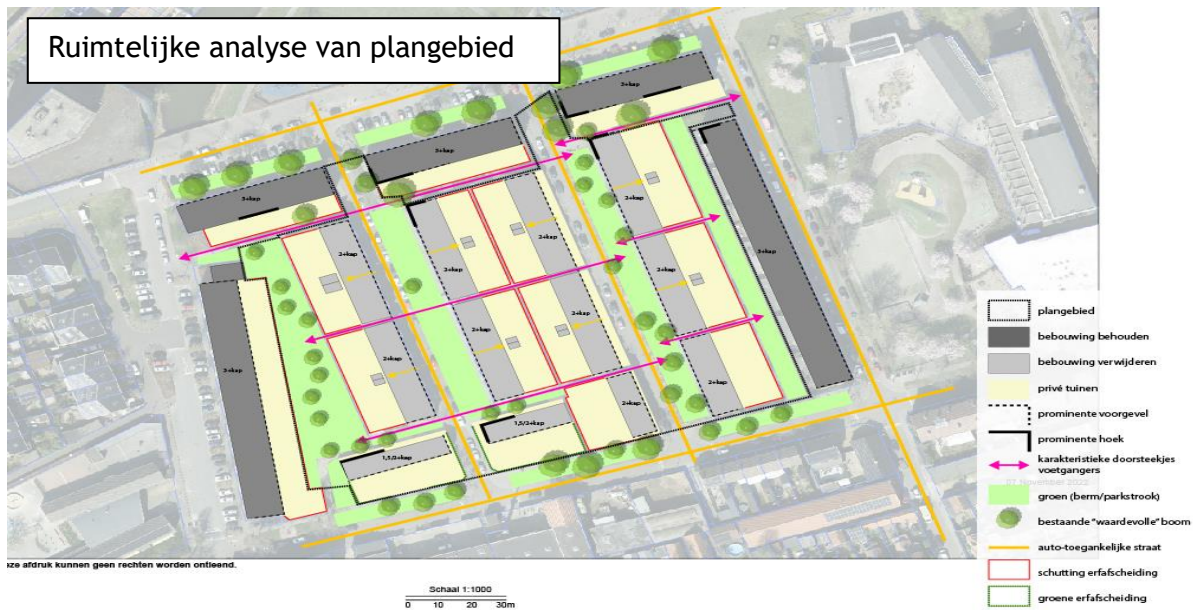 Ruimtelijke analyse van plangebied
3+kap
3+kap
3+kap
3+kap
3+kap
2+kap
2+kap
2+kap
2+kap
2+kap
2+kap
2+kap
2+kap
2+kap
2+kap
2+kap
1,5/2+kap
1,5/2+kap
plangebied
bebouwing behouden
bebouwing verwijderen
privé tuinen
prominente voorgevel
prominente hoek
karakteristieke doorsteekjes
voetgangers
07 November 2022
groen (berm/parkstrook)
bestaande "waardevolle" boom
auto-toegankelijke straat
schutting erfafscheiding
groene erfafscheiding
eze afdruk kunnen geen rechten worden ontleend.
Schaal 1:1000
0 10 20 30m